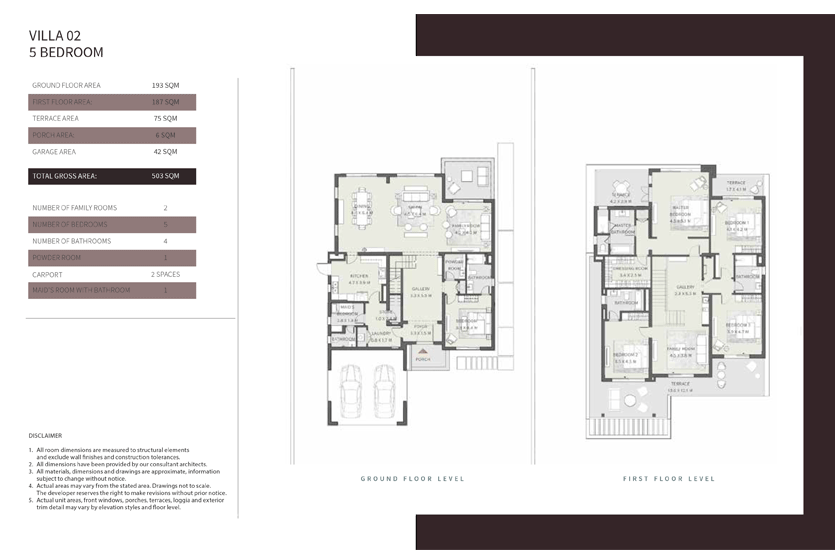 VILLA 02
5 BEDROOM
GROUND FLOOR AREA 193 SQM
FIRST FLOOR AREA: 187 SQM
TERRACE AREA 75 SQM
PORCH AREA: 6 SQM
GARAGE AREA 42 SQM
TOTAL GROSS AREA: 503 SQM
NUMBER OF FAMILY ROOMS 2
NUMBER OF BEDROOMS 5
NUMBER OF BATHROOMS 4
POWDER ROOM 1
CARPORT 2 SPACES
MAID'S ROOM WITH BATHROOM 1
DISCLAIMER
1. All room dimensions are measured to structural elements
and exclude wall finishes and construction tolerances.
2. All dimensions have been provided by our consultant architects.
3. All materials, dimensions and drawings are approximate, information
subject to change without notice.
4. Actual areas may vary from the stated area. Drawings not to scale.
The developer reserves the right to make revisions without prior notice.
5. Actual unit areas, front windows, porches, terraces, loggia and exterior
trim detail may vary by elevation styles and floor level.
KITCHEN
POWDER
ROOM
BATHROOM
GALLERY
BEDROOM
LAUNDRY
FOYER
PORCH
GROUND FLOOR LEVEL
TERRACE
TERRACE
MASTER
BEDROOM
MASTER
BATHROOM
BEDROOM 1
DRESSING ROOM
GALLERY
BATHROOM
BATHROOM
BEDROOM 2
FAMILY ROOM
BEDROOM 3
TERRACE
FIRST FLOOR LEVEL